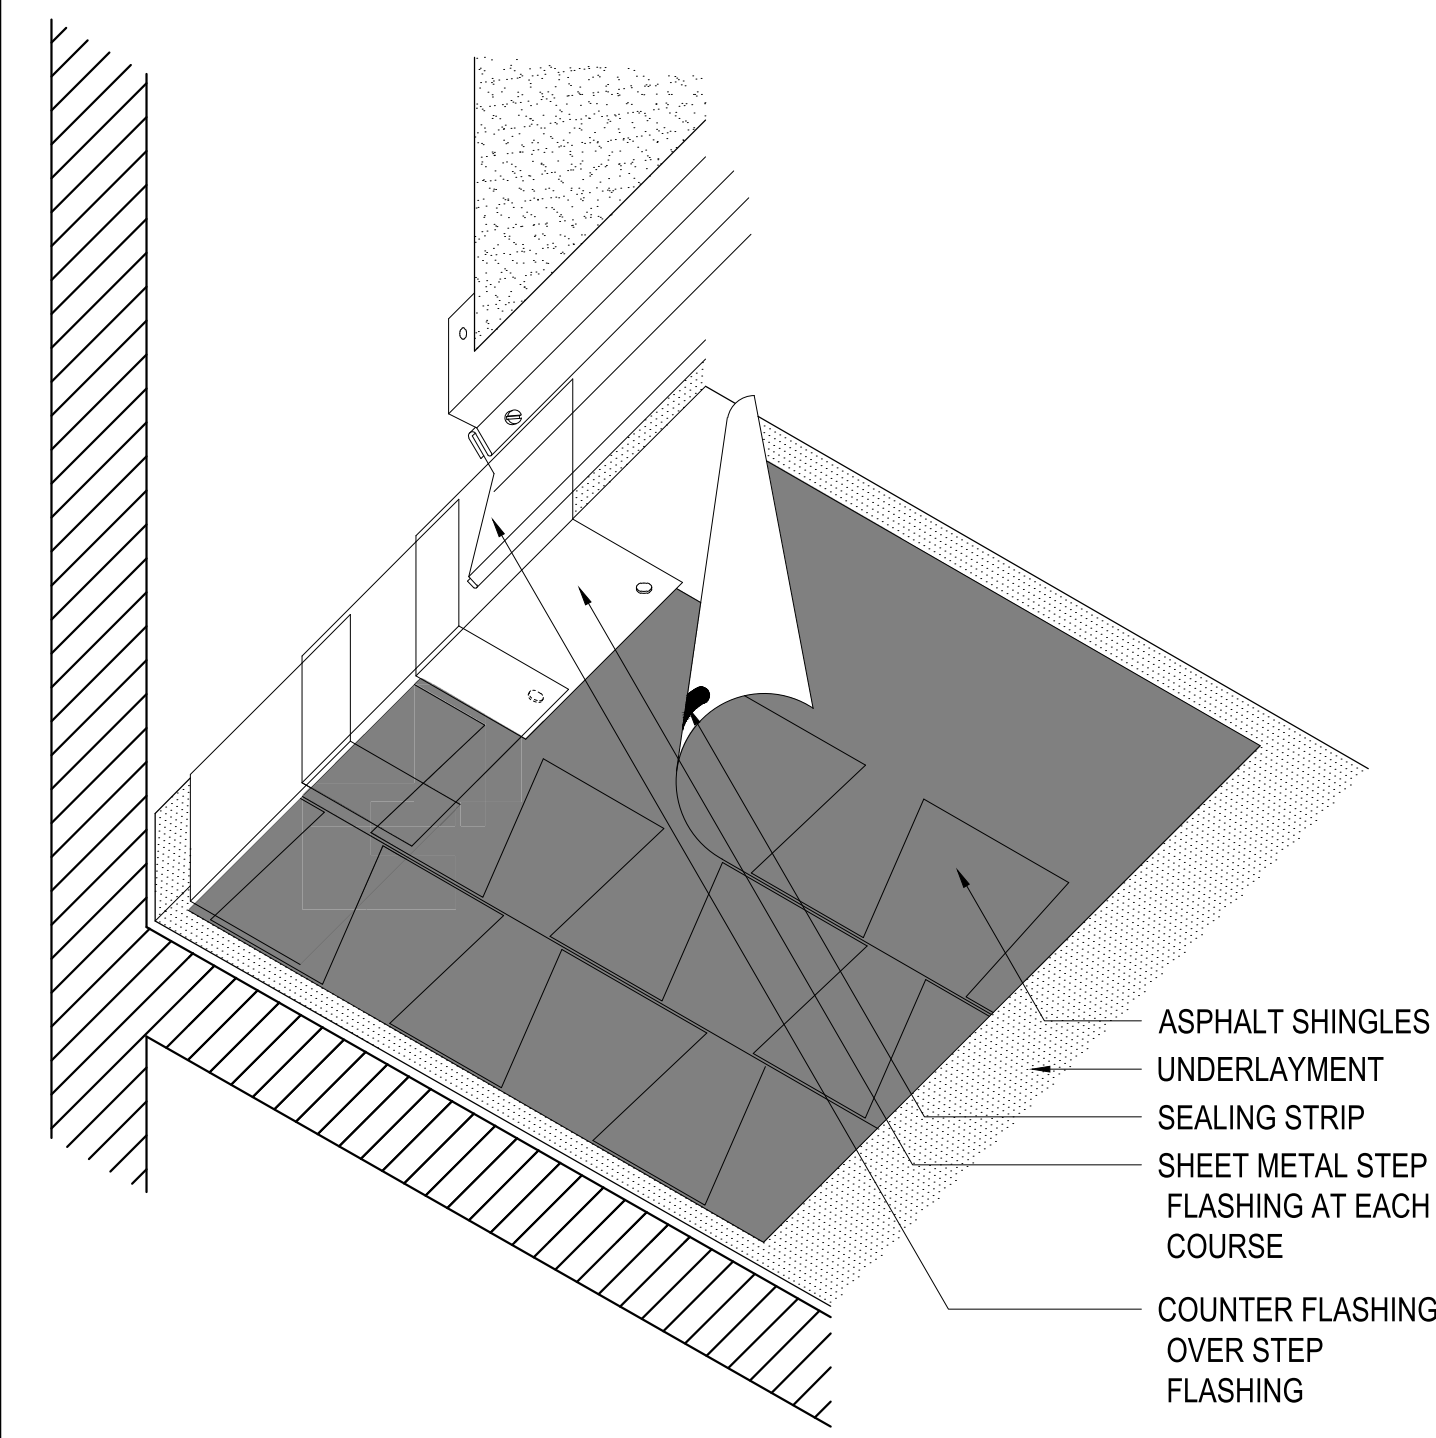 ASPHALT SHINGLES
UNDERLAYMENT
SEALING STRIP
SHEET METAL STEP
FLASHING AT EACH
COURSE
COUNTER FLASHING
OVER STEP
FLASHING